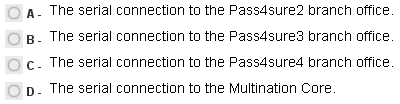 A - The serial connection to the Pass4sure2 branch office.
B - The serial connection to the Pass4sure3 branch office.
C - The serial connection to the Pass4sure4 branch office.
D - The serial connection to the Multination Core.